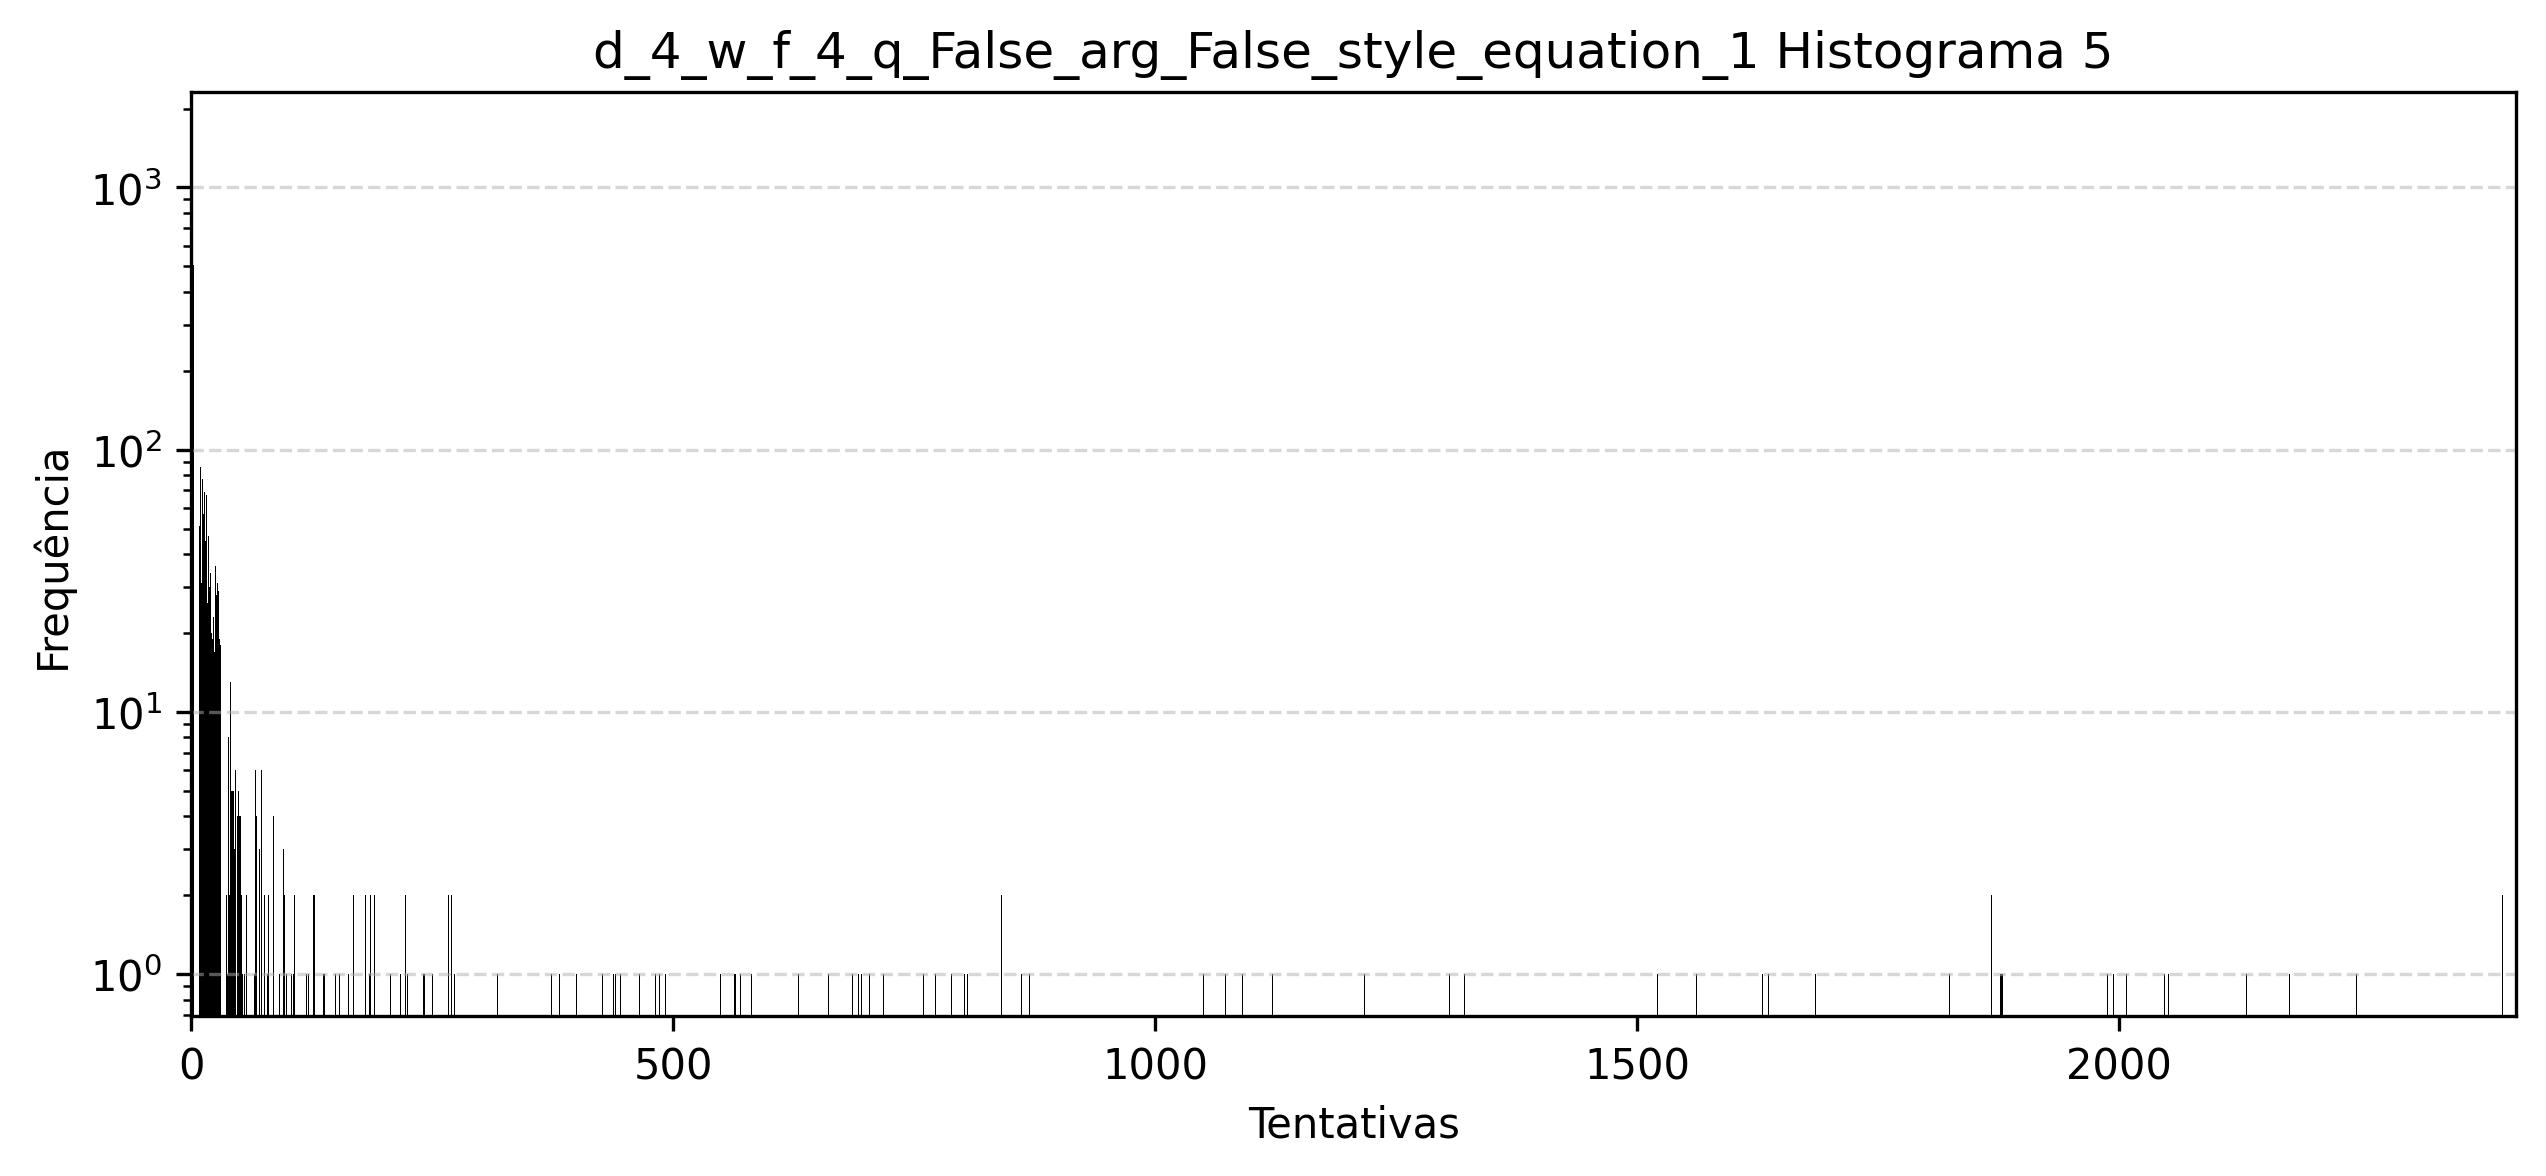 d_4_w_f_4_q_False_arg_False_style_equation_1 Histograma 5
Frequência
10³
10²
10¹
10⁰
0 500 1000 1500 2000
Tentativas